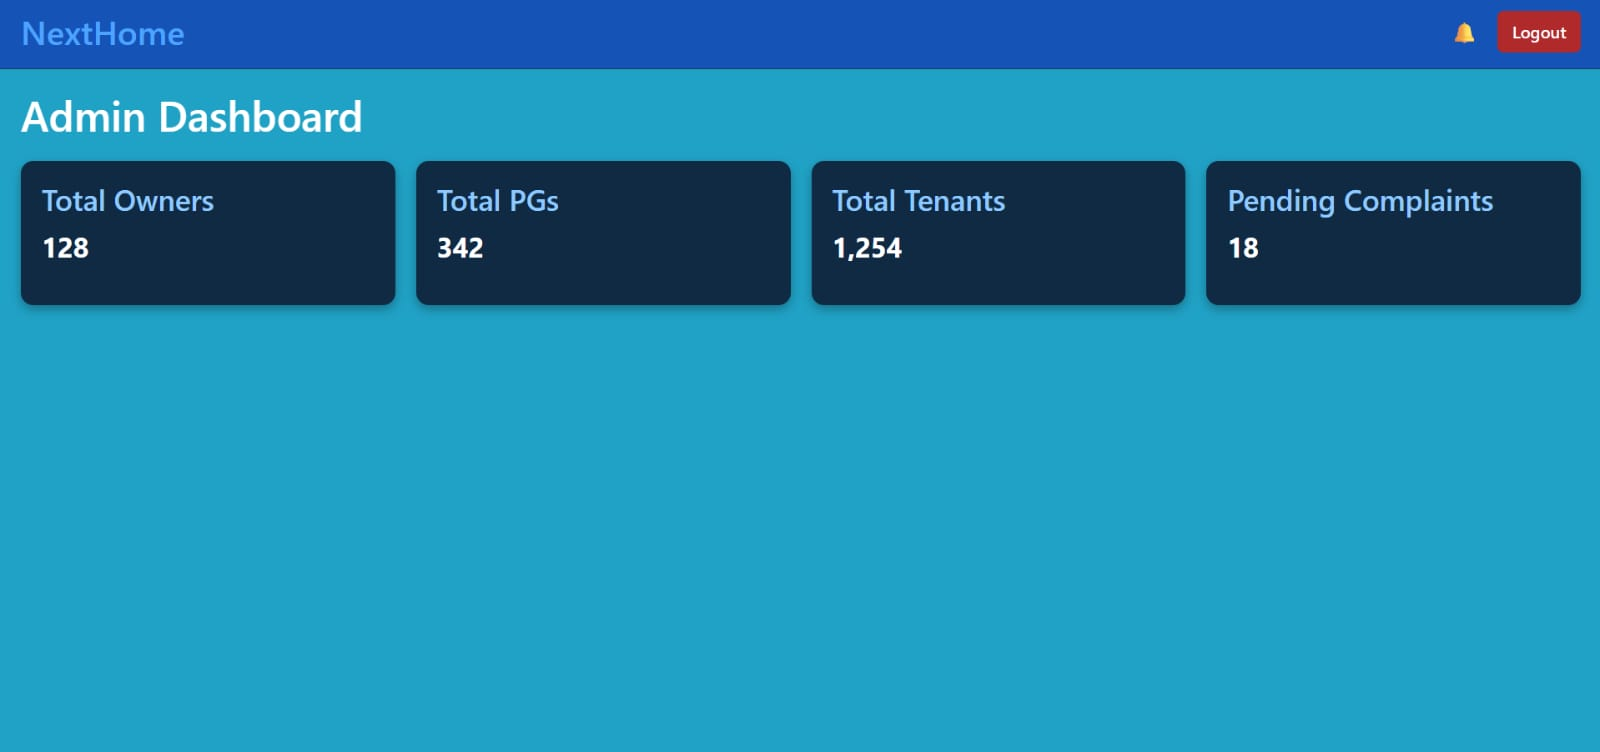 NextHome
Logout
Admin Dashboard
Total Owners
128
Total PGs
342
Total Tenants
1,254
Pending Complaints
18